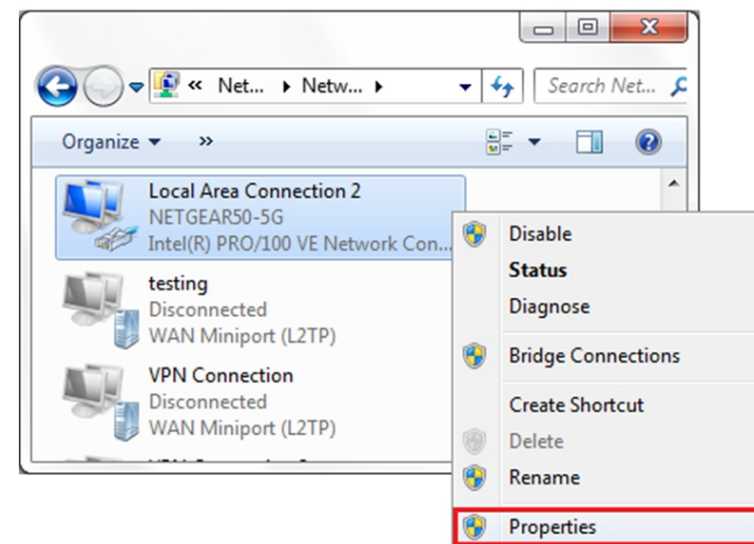 « Net... Netw...
Search Net...
Organize »
Local Area Connection 2
NETGEAR50-5G
Intel(R) PRO/100 VE Network Con...
testing
Disconnected
WAN Miniport (L2TP)
VPN Connection
Disconnected
WAN Miniport (L2TP)
Disable
Status
Diagnose
Bridge Connections
Create Shortcut
Delete
Rename
Properties